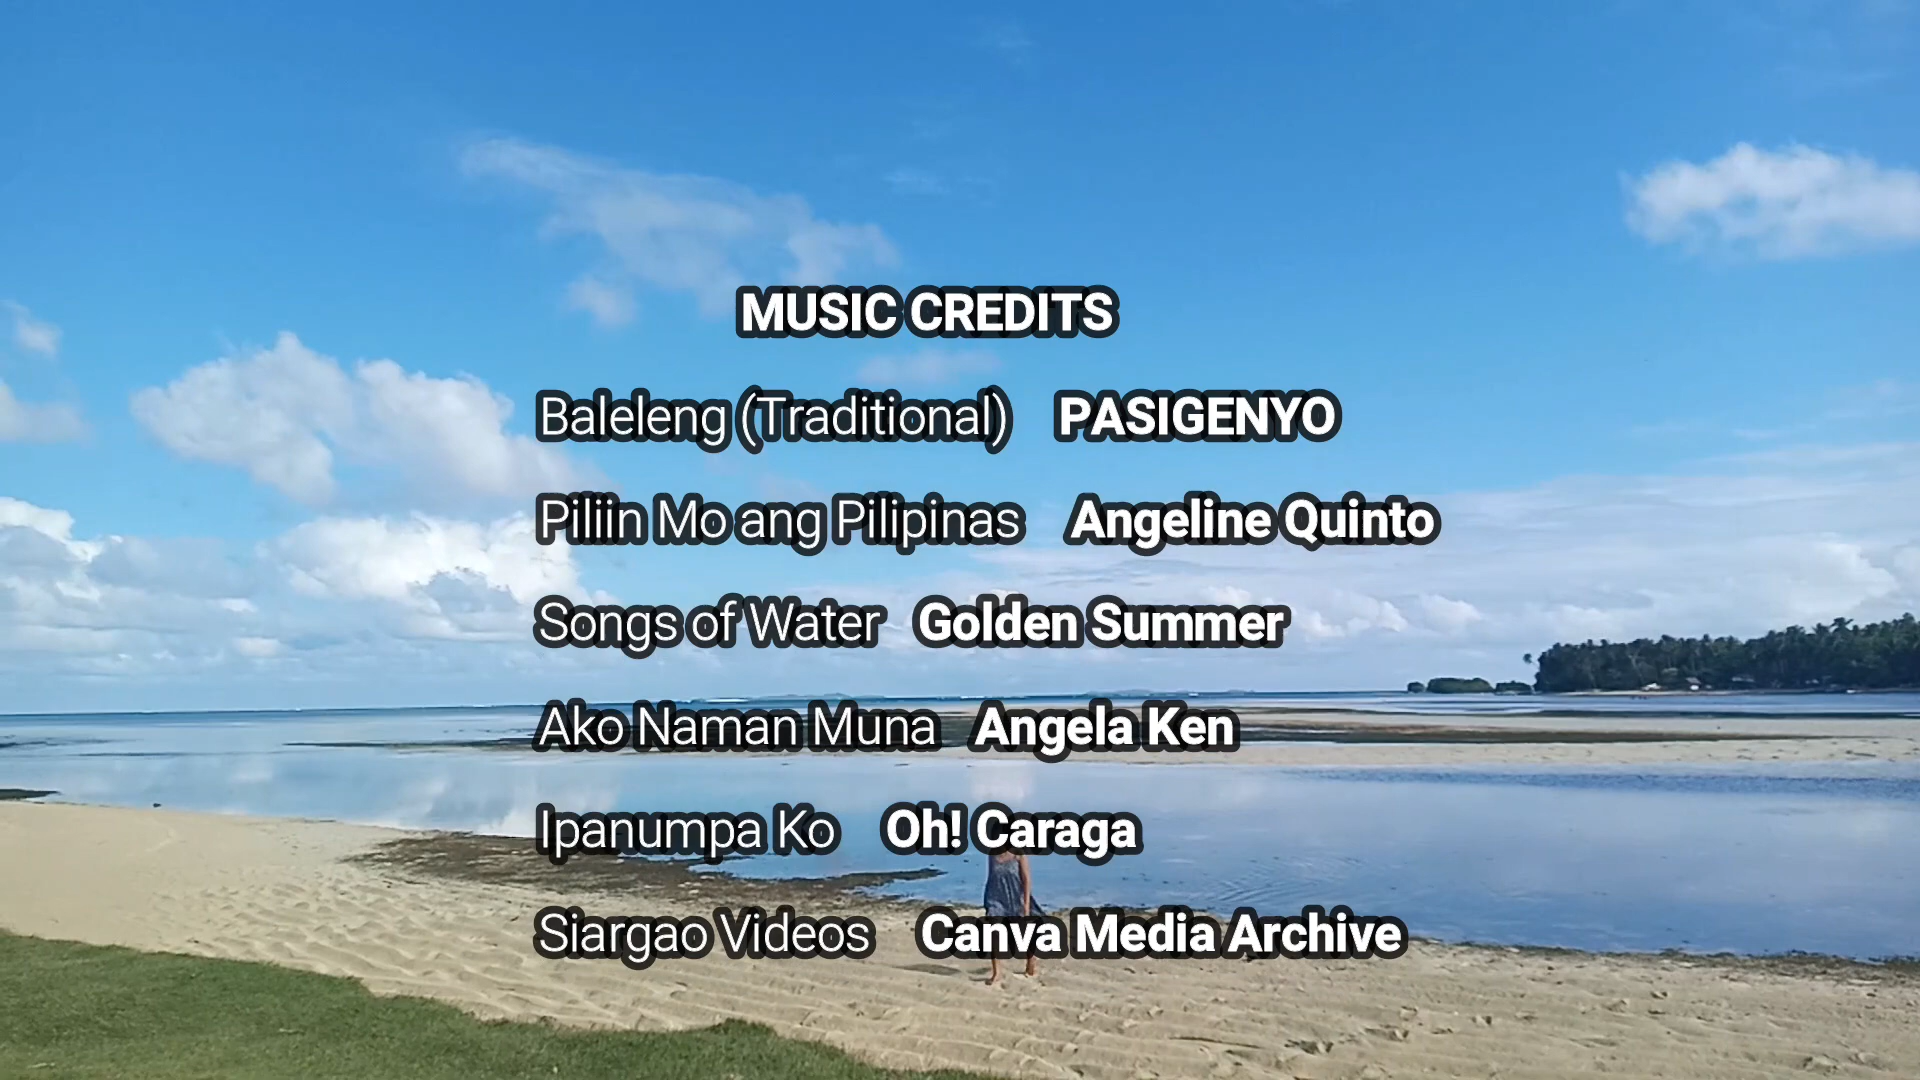 MUSIC CREDITS
Baleleng (Traditional) PASIGENYO
Piliin Mo ang Pilipinas Angeline Quinto
Songs of Water Golden Summer
Ako Naman Muna Angela Ken
Ipanumpa Ko Oh! Caraga
Siargao Videos Canva Media Archive